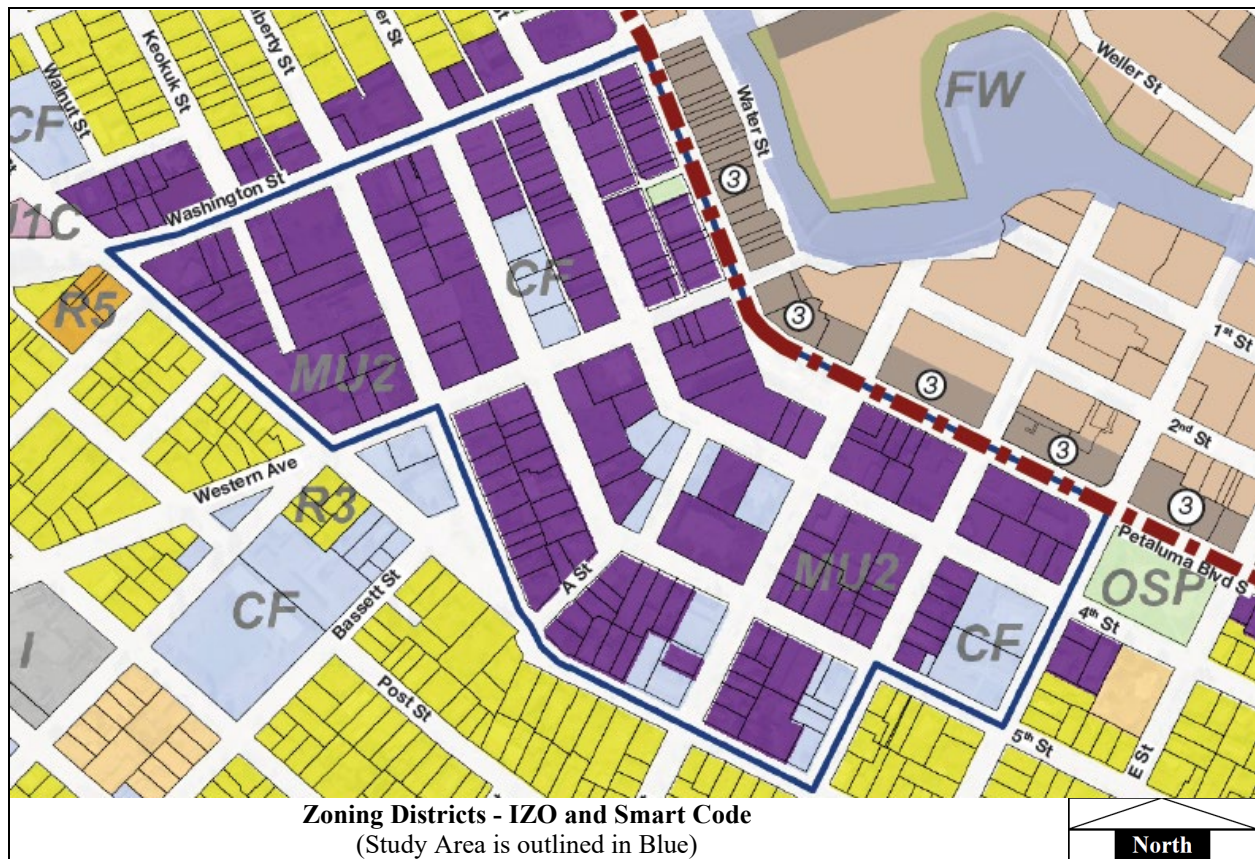 Walnut St
Keokuk St
berty St
er St
CF
Washington St
Water St
Weller St
FW
3
1C
R5
CF
MU2
3
1st St
3
2nd St
3
Western Ave
R3
3
Petaluma Blvd S
A St
MU2
OSP
4th St
CF
Bassett St
CF
I
Post St
5th St
E St
Zoning Districts - IZO and Smart Code
(Study Area is outlined in Blue)
North